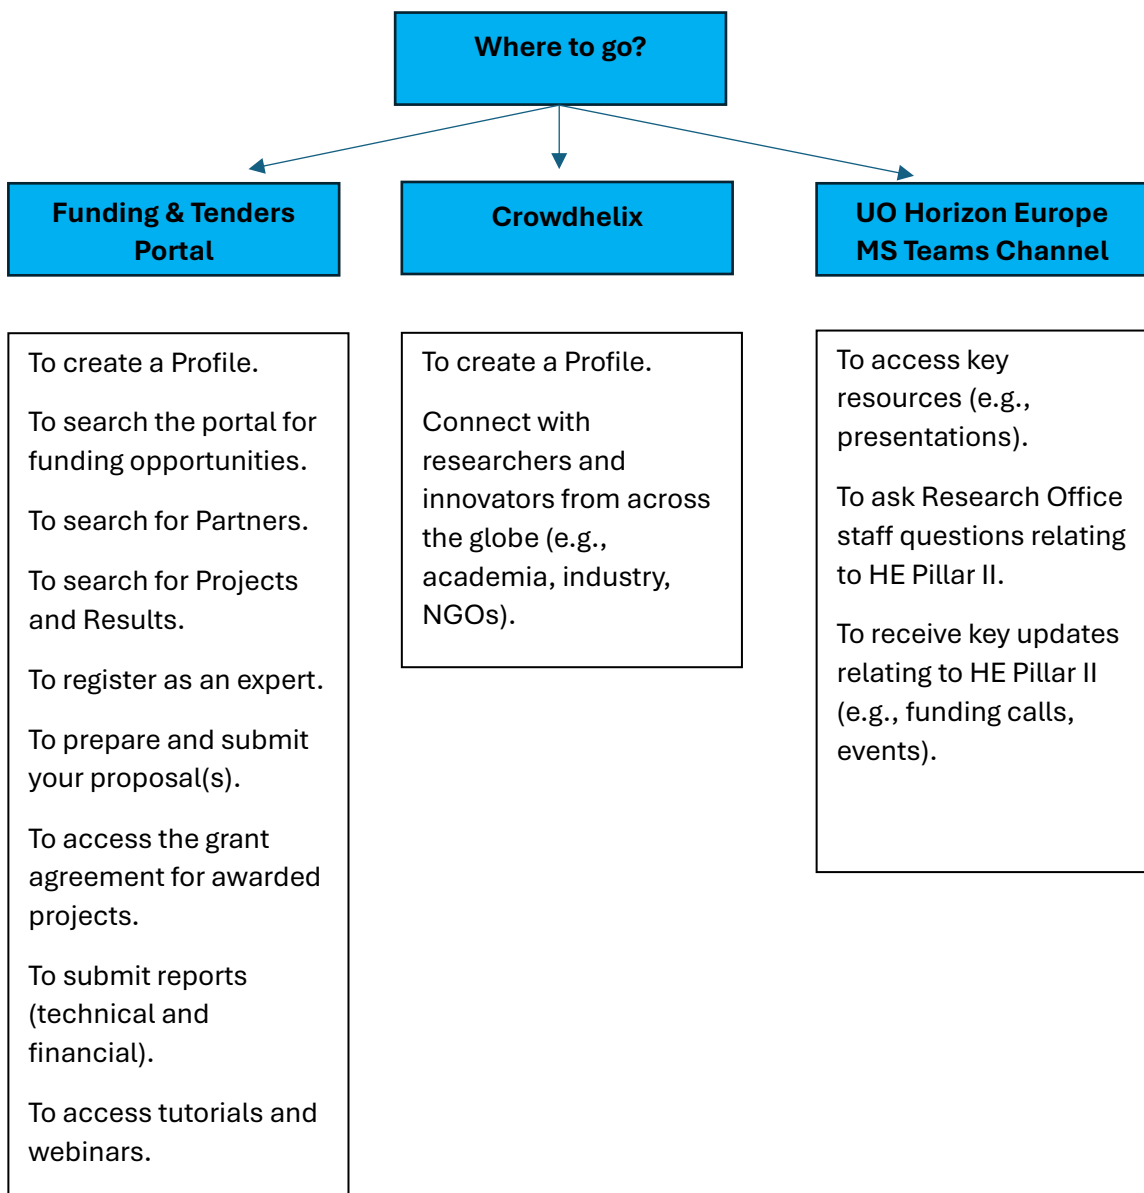 Where to go?
Funding & Tenders
Portal
Crowdhelix
UO Horizon Europe
MS Teams Channel
To create a Profile.
To search the portal for
funding opportunities.
To search for Partners.
To search for Projects
and Results.
To register as an expert.
To prepare and submit
your proposal(s).
To access the grant
agreement for awarded
projects.
To submit reports
(technical and
financial).
To access tutorials and
webinars.
To create a Profile.
Connect with
researchers and
innovators from across
the globe (e.g.,
academia, industry,
NGOs).
To access key
resources (e.g.,
presentations).
To ask Research Office
staff questions relating
to HE Pillar II.
To receive key updates
relating to HE Pillar II
(e.g., funding calls,
events).